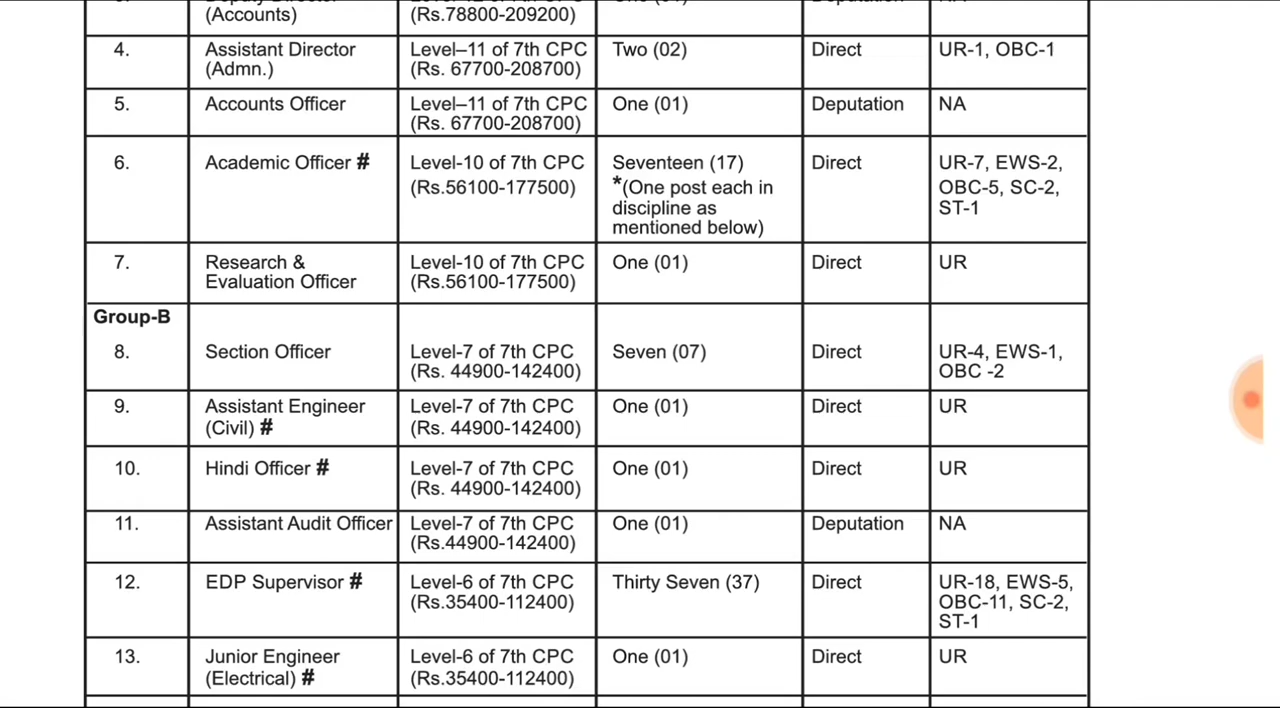 (Accounts) (Rs.78800-209200)
4. Assistant Director Level–11 of 7th CPC Two (02) Direct UR-1, OBC-1
(Admn.) (Rs. 67700-208700)
5. Accounts Officer Level–11 of 7th CPC One (01) Deputation NA
(Rs. 67700-208700)
6. Academic Officer # Level-10 of 7th CPC Seventeen (17) Direct UR-7, EWS-2,
(Rs.56100-177500) *(One post each in OBC-5, SC-2,
discipline as ST-1
mentioned below)
7. Research & Level-10 of 7th CPC One (01) Direct UR
Evaluation Officer (Rs.56100-177500)
Group-B
8. Section Officer Level-7 of 7th CPC Seven (07) Direct UR-4, EWS-1,
(Rs. 44900-142400) OBC -2
9. Assistant Engineer Level-7 of 7th CPC One (01) Direct UR
(Civil) # (Rs. 44900-142400)
10. Hindi Officer # Level-7 of 7th CPC One (01) Direct UR
(Rs. 44900-142400)
11. Assistant Audit Officer Level-7 of 7th CPC One (01) Deputation NA
(Rs.44900-142400)
12. EDP Supervisor # Level-6 of 7th CPC Thirty Seven (37) Direct UR-18, EWS-5,
(Rs.35400-112400) OBC-11, SC-2,
ST-1
13. Junior Engineer Level-6 of 7th CPC One (01) Direct UR
(Electrical) # (Rs.35400-112400)